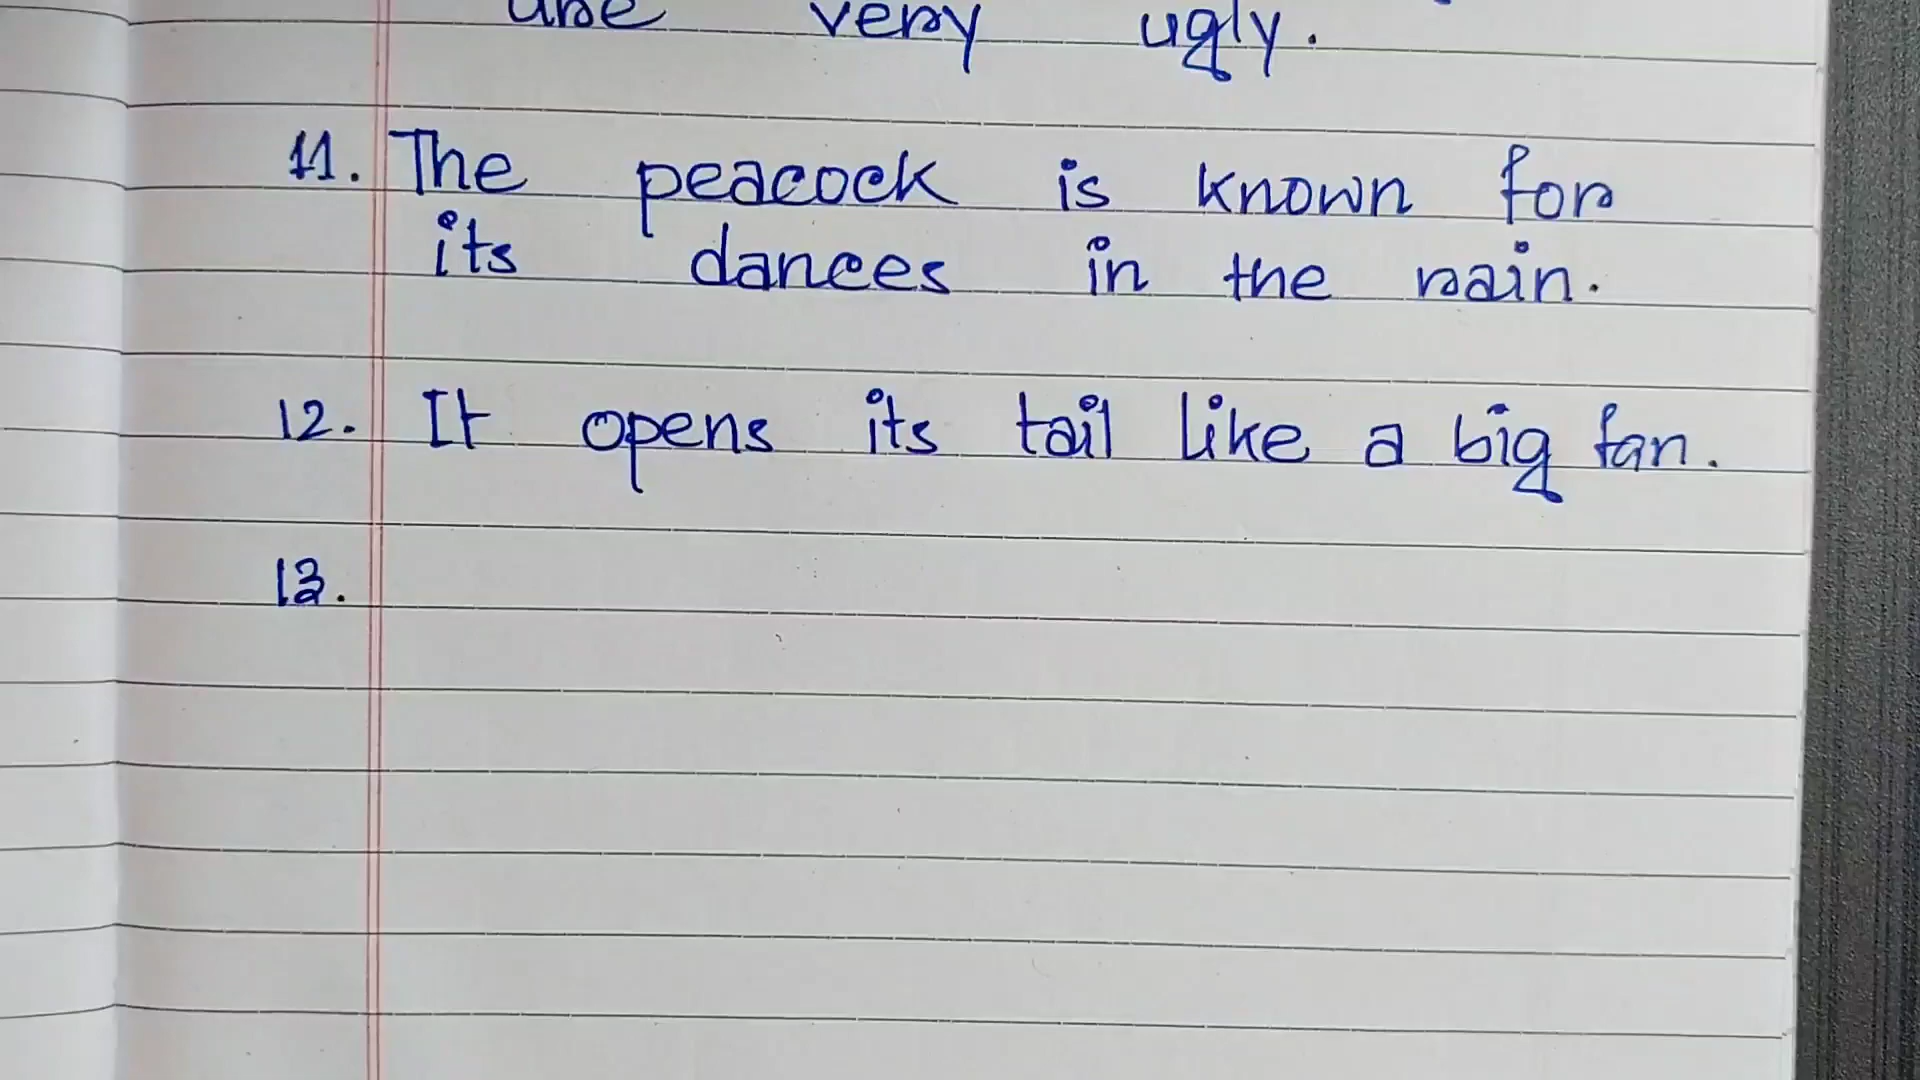 are very ugly.
11. The peacock is known for
its dances in the rain.
12. It opens its tail like a big fan.
13.